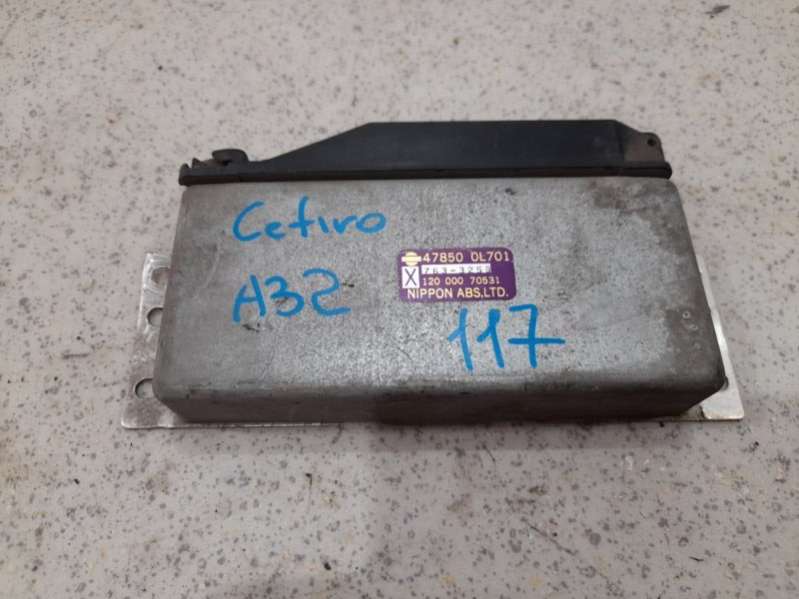 Cefiro
A32
47850 0L701
X
120 000 70531
NIPPON ABS,LTD.
117